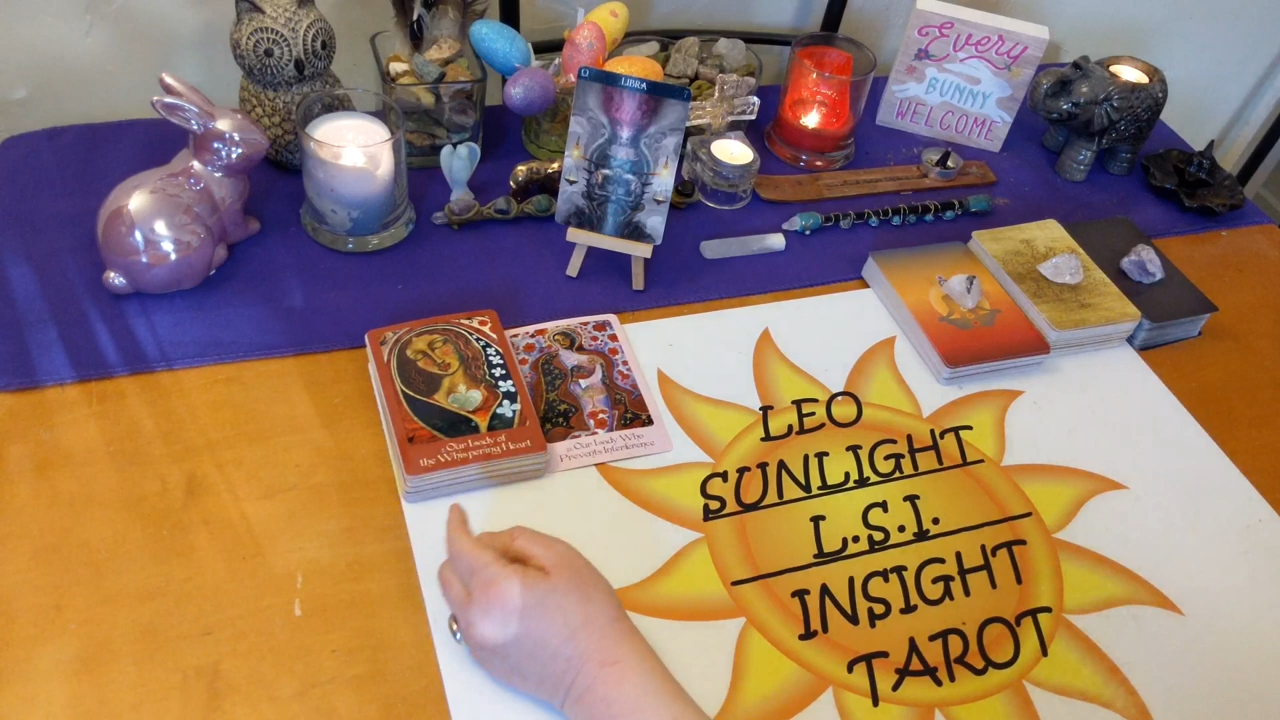 Every
BUNNY
WELCOME
LIBRA
Our Lady of
the Whispering Heart
Our Lady Who
Prevents Interference
LEO
SUNLIGHT
L.S.I.
INSIGHT
TAROT